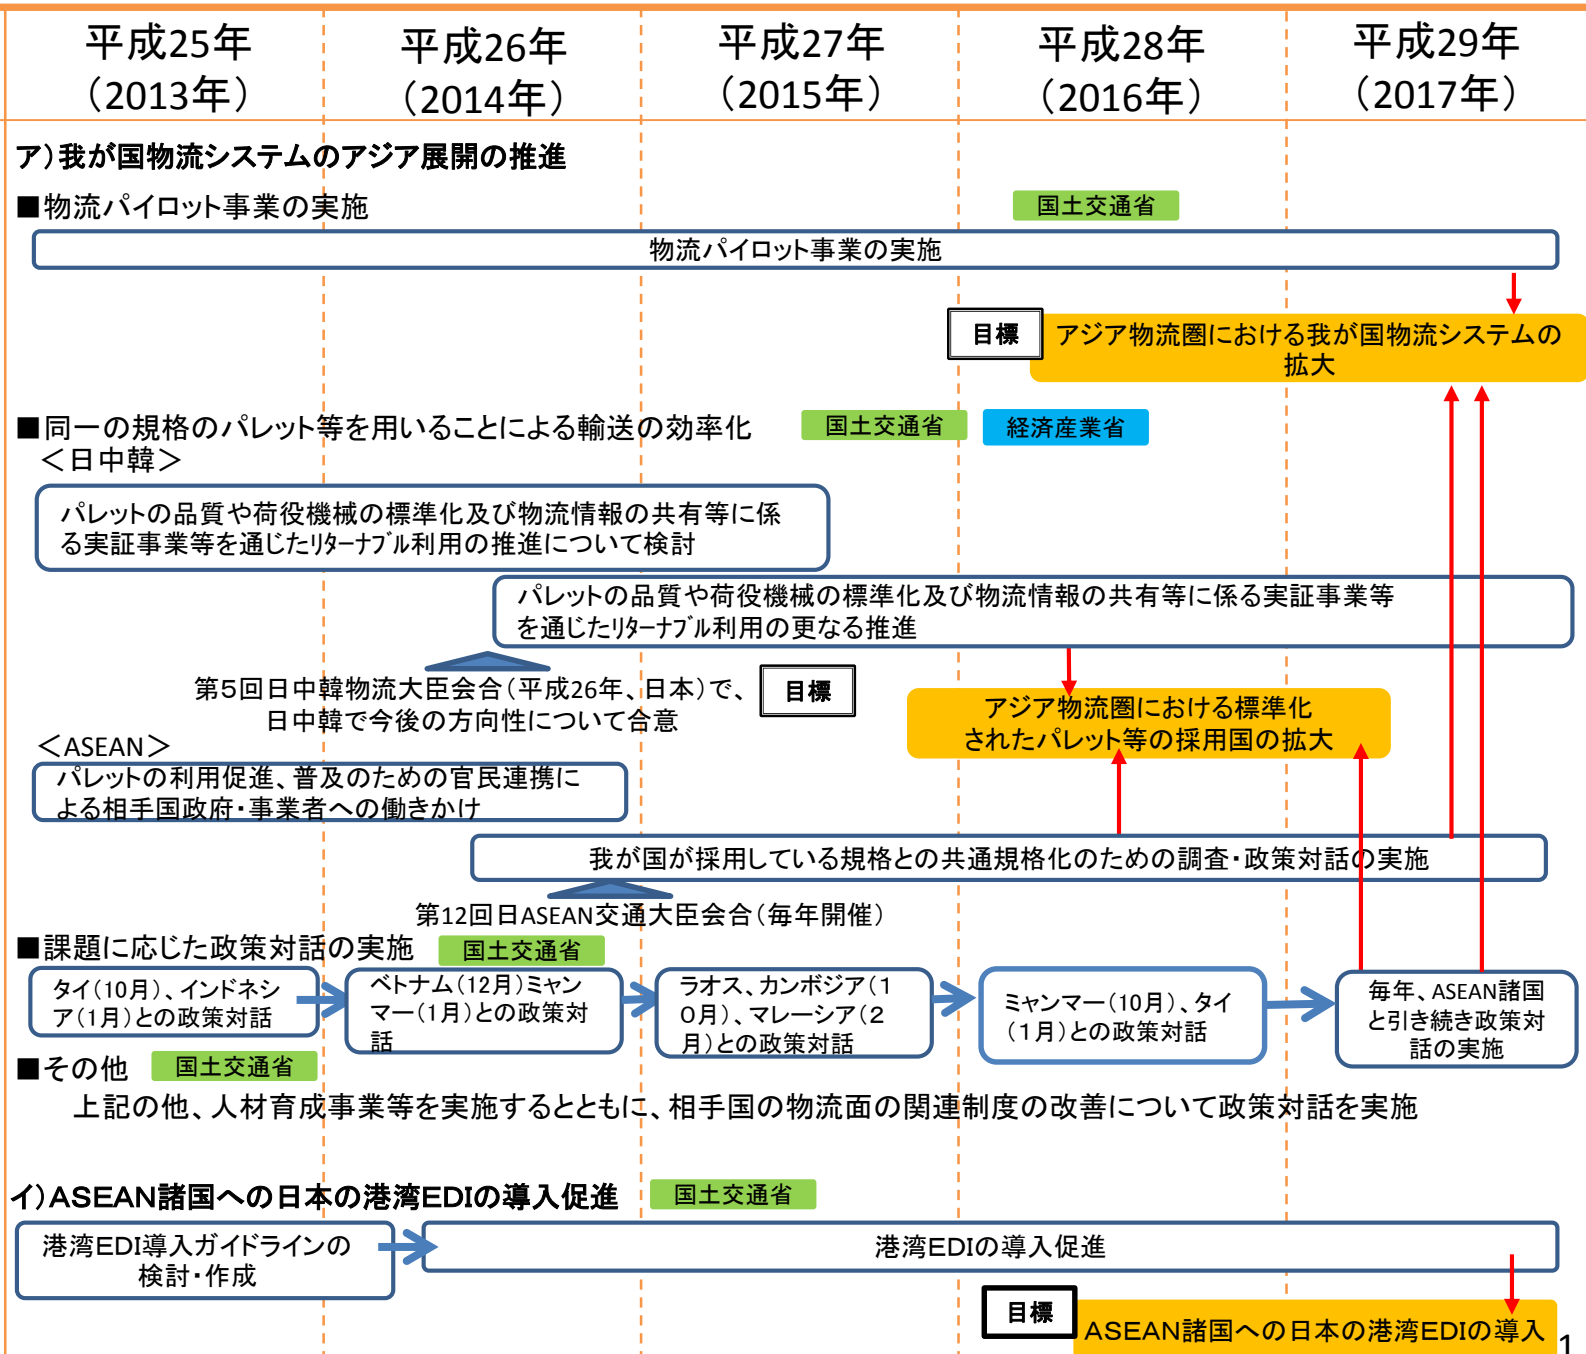 平成25年
（2013年）
平成26年
（2014年）
平成27年
（2015年）
平成28年
（2016年）
平成29年
（2017年）
ア）我が国物流システムのアジア展開の推進
■物流パイロット事業の実施
国土交通省
物流パイロット事業の実施
目標
アジア物流圏における我が国物流システムの
拡大
■同一の規格のパレット等を用いることによる輸送の効率化
国土交通省
経済産業省
＜日中韓＞
パレットの品質や荷役機械の標準化及び物流情報の共有等に係
る実証事業等を通じたﾘﾀｰﾅﾌﾞﾙ利用の推進について検討
パレットの品質や荷役機械の標準化及び物流情報の共有等に係る実証事業等
を通じたﾘﾀｰﾅﾌﾞﾙ利用の更なる推進
第５回日中韓物流大臣会合（平成26年、日本）で、
日中韓で今後の方向性について合意
目標
アジア物流圏における標準化
されたパレット等の採用国の拡大
＜ASEAN＞
パレットの利用促進、普及のための官民連携に
よる相手国政府・事業者への働きかけ
我が国が採用している規格との共通規格化のための調査・政策対話の実施
第12回日ASEAN交通大臣会合（毎年開催）
■課題に応じた政策対話の実施
国土交通省
タイ（10月）、インドネシ
ア（1月）との政策対話
ベトナム（12月）ミャン
マー（1月）との政策対
話
ラオス、カンボジア（１
０月）、マレーシア（２
月）との政策対話
ミャンマー（10月）、タイ
（１月）との政策対話
毎年、ASEAN諸国
と引き続き政策対
話の実施
■その他
国土交通省
上記の他、人材育成事業等を実施するとともに、相手国の物流面の関連制度の改善について政策対話を実施
イ）ＡＳＥＡＮ諸国への日本の港湾EDIの導入促進
国土交通省
港湾EDI導入ガイドラインの
検討・作成
港湾EDIの導入促進
目標
ＡＳＥＡＮ諸国への日本の港湾EDIの導入
1